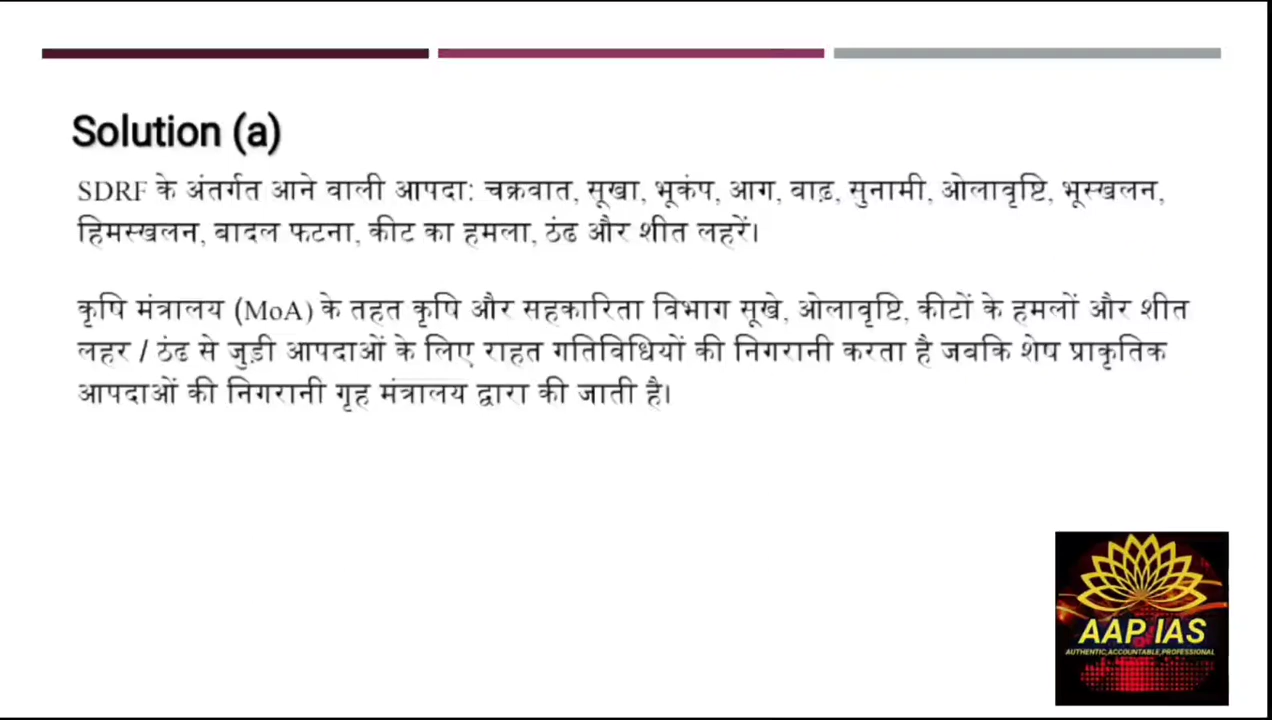 Solution (a)
SDRF के अंतर्गत आने वाली आपदा: चक्रवात, सूखा, भूकंप, आग, बाढ़, सुनामी, ओलावृष्टि, भूस्खलन,
हिमस्खलन, बादल फटना, कीट का हमला, ठंढ और शीत लहरें।
कृषि मंत्रालय (MoA) के तहत कृषि और सहकारिता विभाग सूखे, ओलावृष्टि, कीटों के हमलों और शीत
लहर / ठंढ से जुड़ी आपदाओं के लिए राहत गतिविधियों की निगरानी करता है जबकि शेष प्राकृतिक
आपदाओं की निगरानी गृह मंत्रालय द्वारा की जाती है।
AAP IAS
AUTHENTIC,ACCOUNTABLE,PROFESSIONAL